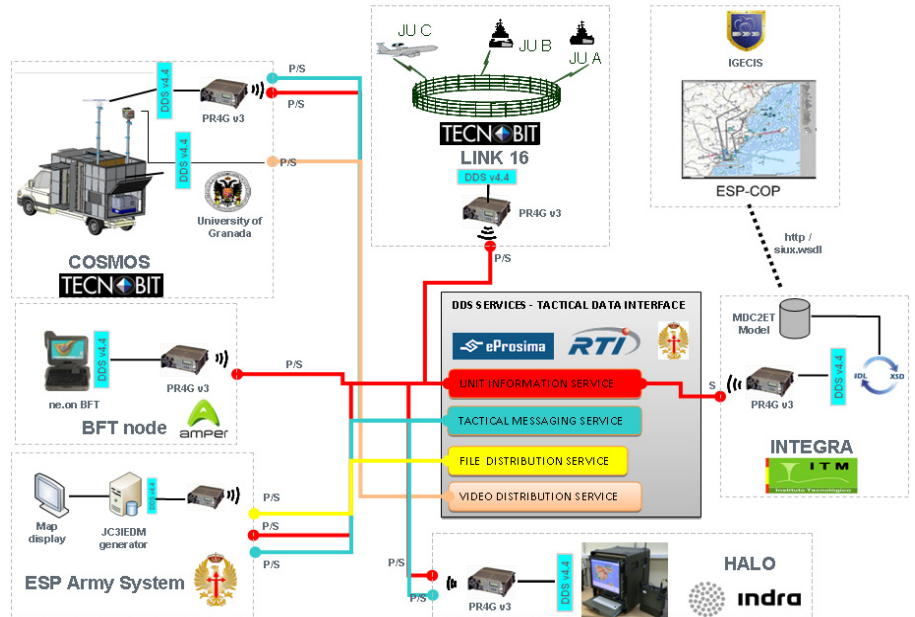 P/S
DDS v4.4
PR4G v3
P/S
DDS v4.4
P/S
University of
Granada
COSMOS
TECNOBIT
JU C
JU B
JU A
TECNOBIT
LINK 16
DDS v4.4
PR4G v3
P/S
IGECIS
ESP-COP
http /
siux.wsdl
DDS SERVICES - TACTICAL DATA INTERFACE
eProsima
RTI
UNIT INFORMATION SERVICE
TACTICAL MESSAGING SERVICE
FILE DISTRIBUTION SERVICE
VIDEO DISTRIBUTION SERVICE
MDC2ET
Model
S
PR4G v3
DDS v4.4
IDL
XSD
INTEGRA
ITM
Instituto Tecnológico
DDS v4.4
PR4G v3
P/S
ne.on BFT
BFT node
amper
Map
display
JC3IEDM
generator
DDS v4.4
P/S
P/S
P/S
ESP Army System
P/S
P/S
PR4G v3
DDS v4.4
HALO
indra